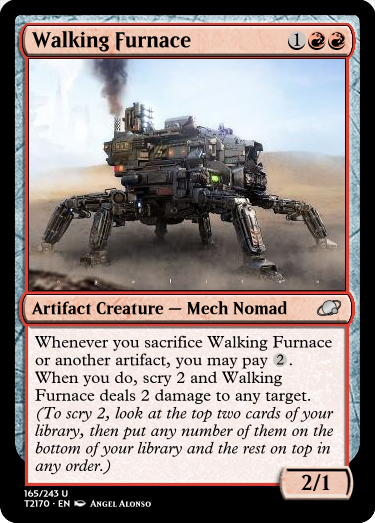 Walking Furnace 1
Artifact Creature — Mech Nomad
Whenever you sacrifice Walking Furnace
or another artifact, you may pay 2.
When you do, scry 2 and Walking
Furnace deals 2 damage to any target.
(To scry 2, look at the top two cards of your
library, then put any number of them on the
bottom of your library and the rest on top in
any order.)
2/1
165/243 U
T2170 · EN Angel Alonso